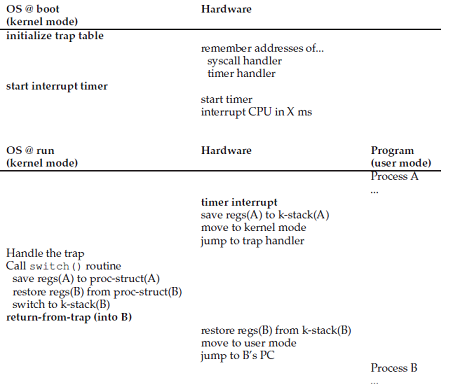 OS @ boot Hardware
(kernel mode)
initialize trap table
remember addresses of...
syscall handler
timer handler
start interrupt timer
start timer
interrupt CPU in X ms
OS @ run Hardware Program
(kernel mode) (user mode)
Process A
...
timer interrupt
save regs(A) to k-stack(A)
move to kernel mode
jump to trap handler
Handle the trap
Call switch() routine
save regs(A) to proc-struct(A)
restore regs(B) from proc-struct(B)
switch to k-stack(B)
return-from-trap (into B)
restore regs(B) from k-stack(B)
move to user mode
jump to B's PC
Process B
...